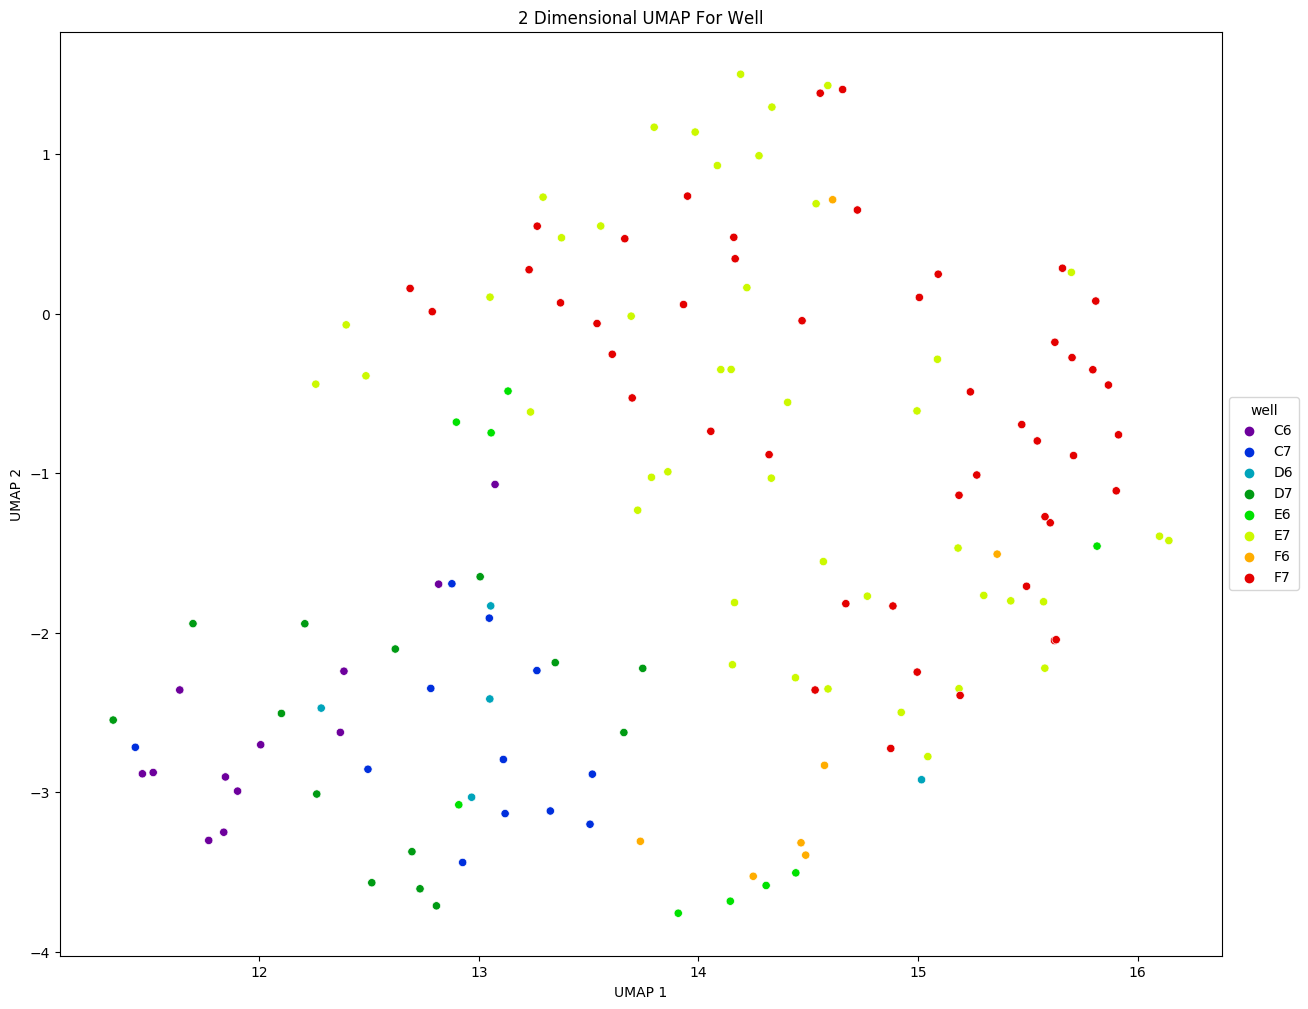 2 Dimensional UMAP For Well
1
0
−1
−2
−3
−4
UMAP 2
12
13
14
15
16
UMAP 1
well
C6
C7
D6
D7
E6
E7
F6
F7